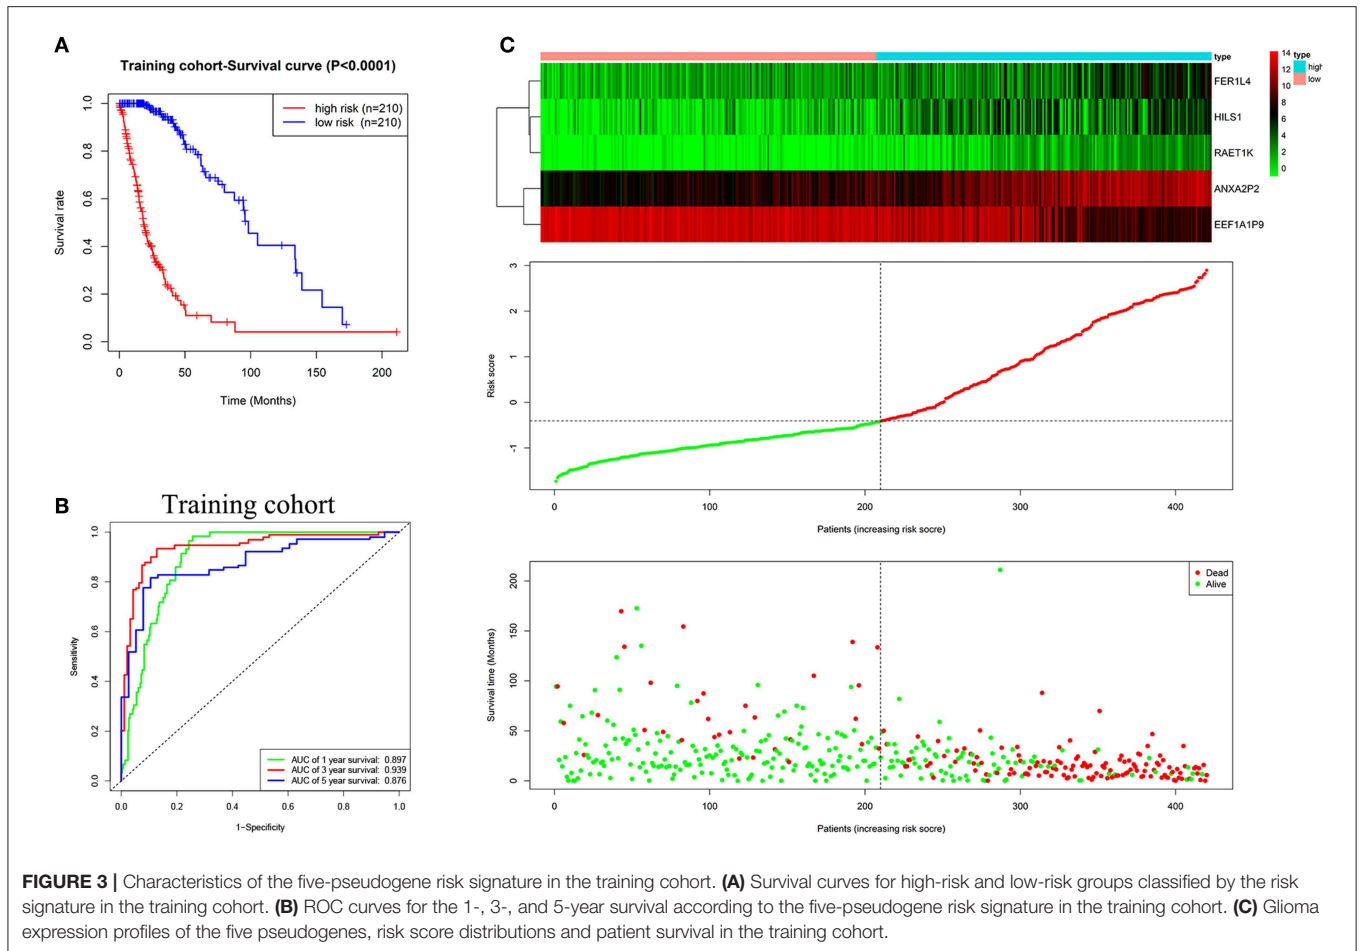 A
Training cohort-Survival curve (P<0.0001)
high risk (n=210)
low risk (n=210)
1.0
0.8
0.6
0.4
0.2
0.0
Survival rate
0 50 100 150 200
Time (Months)
B
Training cohort
1.0
0.8
0.6
0.4
0.2
0.0
Sensitivity
AUC of 1 year survival: 0.897
AUC of 3 year survival: 0.939
AUC of 5 year survival: 0.876
0.0 0.2 0.4 0.6 0.8 1.0
1-Specificity
C
type
FER1L4
HILS1
RAET1K
ANXA2P2
EEF1A1P9
14
12
10
8
6
4
2
0
type
high
low
3
2
1
0
-1
Risk score
0 100 200 300 400
Patients (increasing risk socre)
Dead
Alive
200
150
100
50
0
Survival time (Months)
0 100 200 300 400
Patients (increasing risk socre)
FIGURE 3 | Characteristics of the five-pseudogene risk signature in the training cohort. (A) Survival curves for high-risk and low-risk groups classified by the risk
signature in the training cohort. (B) ROC curves for the 1-, 3-, and 5-year survival according to the five-pseudogene risk signature in the training cohort. (C) Glioma
expression profiles of the five pseudogenes, risk score distributions and patient survival in the training cohort.